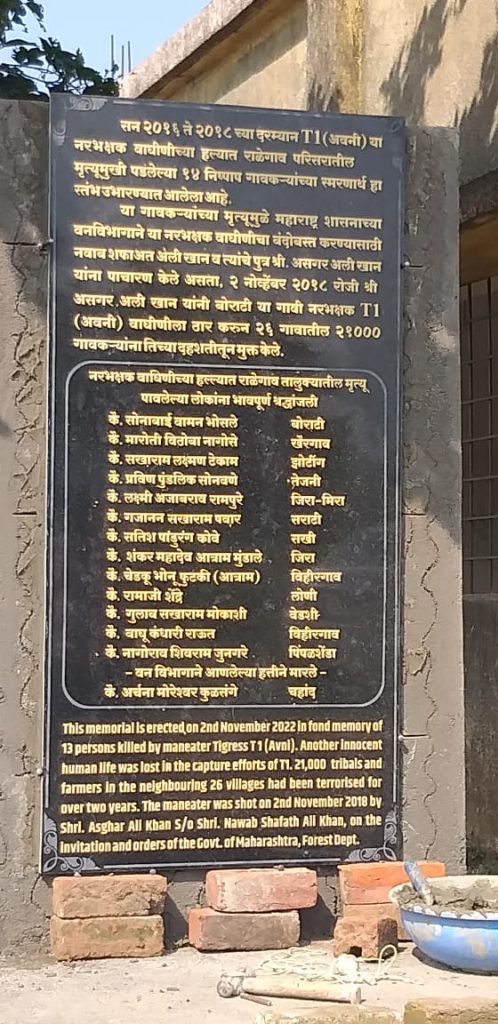 सन २०१६ ते २०१८ च्या दरम्यान T1(अवनी) या
नरभक्षक वाघीणीच्या हल्यात राळेगाव परिसरातील
मृत्यूमुखी पडलेल्या १४ निष्पाप गावकऱ्यांच्या स्मरणार्थ हा
स्तंभ उभारण्यात आलेला आहे.
या गावकऱ्यांच्या मृत्यूमुळे महाराष्ट्र शासनाच्या
वनविभागाने या नरभक्षक वाघीणीचा बंदोबस्त करण्यासाठी
नवाब शफाअत अली खान व त्यांचे पुत्र श्री. असगर अली खान
यांना पाचारण केले असता, २ नोव्हेंबर २०१८ रोजी श्री
असगर अली खान यांनी बोराटी या गावी नरभक्षक T1
(अवनी) वाघीणीला ठार करुन २६ गावातील २१०००
गावकऱ्यांना तिच्या दहशतीतून मुक्त केले.
नरभक्षक वाघिणीच्या हल्ल्यात राळेगाव तालुक्यातील मृत्यू
पावलेल्या लोकांना भावपूर्ण श्रद्धांजली
कै. सोनाबाई वामन भोसले बोराटी
कै. मारोती विठोबा नागोसे खैरगाव
कै. सखाराम लक्ष्मण टेकाम झोटींग
कै. प्रविण पुंडलिक सोनवणे तेजनी
कै. लक्ष्मी अजाबराव रामपुरे जिरा-मिरा
कै. गजानन सखाराम पवार सराटी
कै. सतिश पांडुरंग कोवे सखी
कै. शंकर महादेव आत्राम मुंडाले जिरा
कै. चेडकू भोनू फुटकी (आत्राम) विहीरगाव
कै. रामाजी शेंद्रे लोणी
कै. गुलाब सखाराम मोकाशी वेडशी
कै. वाघू कंधारी राऊत विहीरगाव
कै. नागोराव शिवराम जुनगरे पिंपळशेंडा
- वन विभागाने आणलेल्या हत्तीने मारले -
कै. अर्चना मोरेश्वर कुळसंगे चहांद
This memorial is erected,on 2nd November 2022 in fond memory of
13 persons killed by maneater Tigress T1 (Avni). Another innocent
human life was lost in the capture efforts of T1. 21,000 tribals and
farmers in the neighbouring 26 villages had been terrorised for
over two years. The maneater was shot on 2nd November 2018 by
Shri. Asghar Ali Khan S/o Shri. Nawab Shafath Ali Khan, on the
invitation and orders of the Govt. of Maharashtra, Forest Dept.